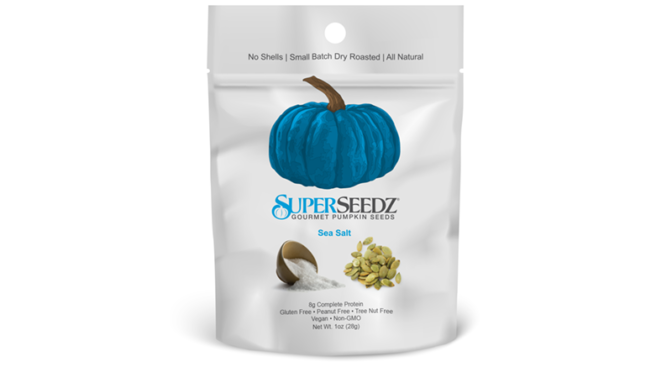 No Shells | Small Batch Dry Roasted | All Natural
SUPERSEEDZ™
GOURMET PUMPKIN SEEDS
Sea Salt
8g Complete Protein
Gluten Free • Peanut Free • Tree Nut Free
Vegan • Non-GMO
Net Wt. 1oz (28g)